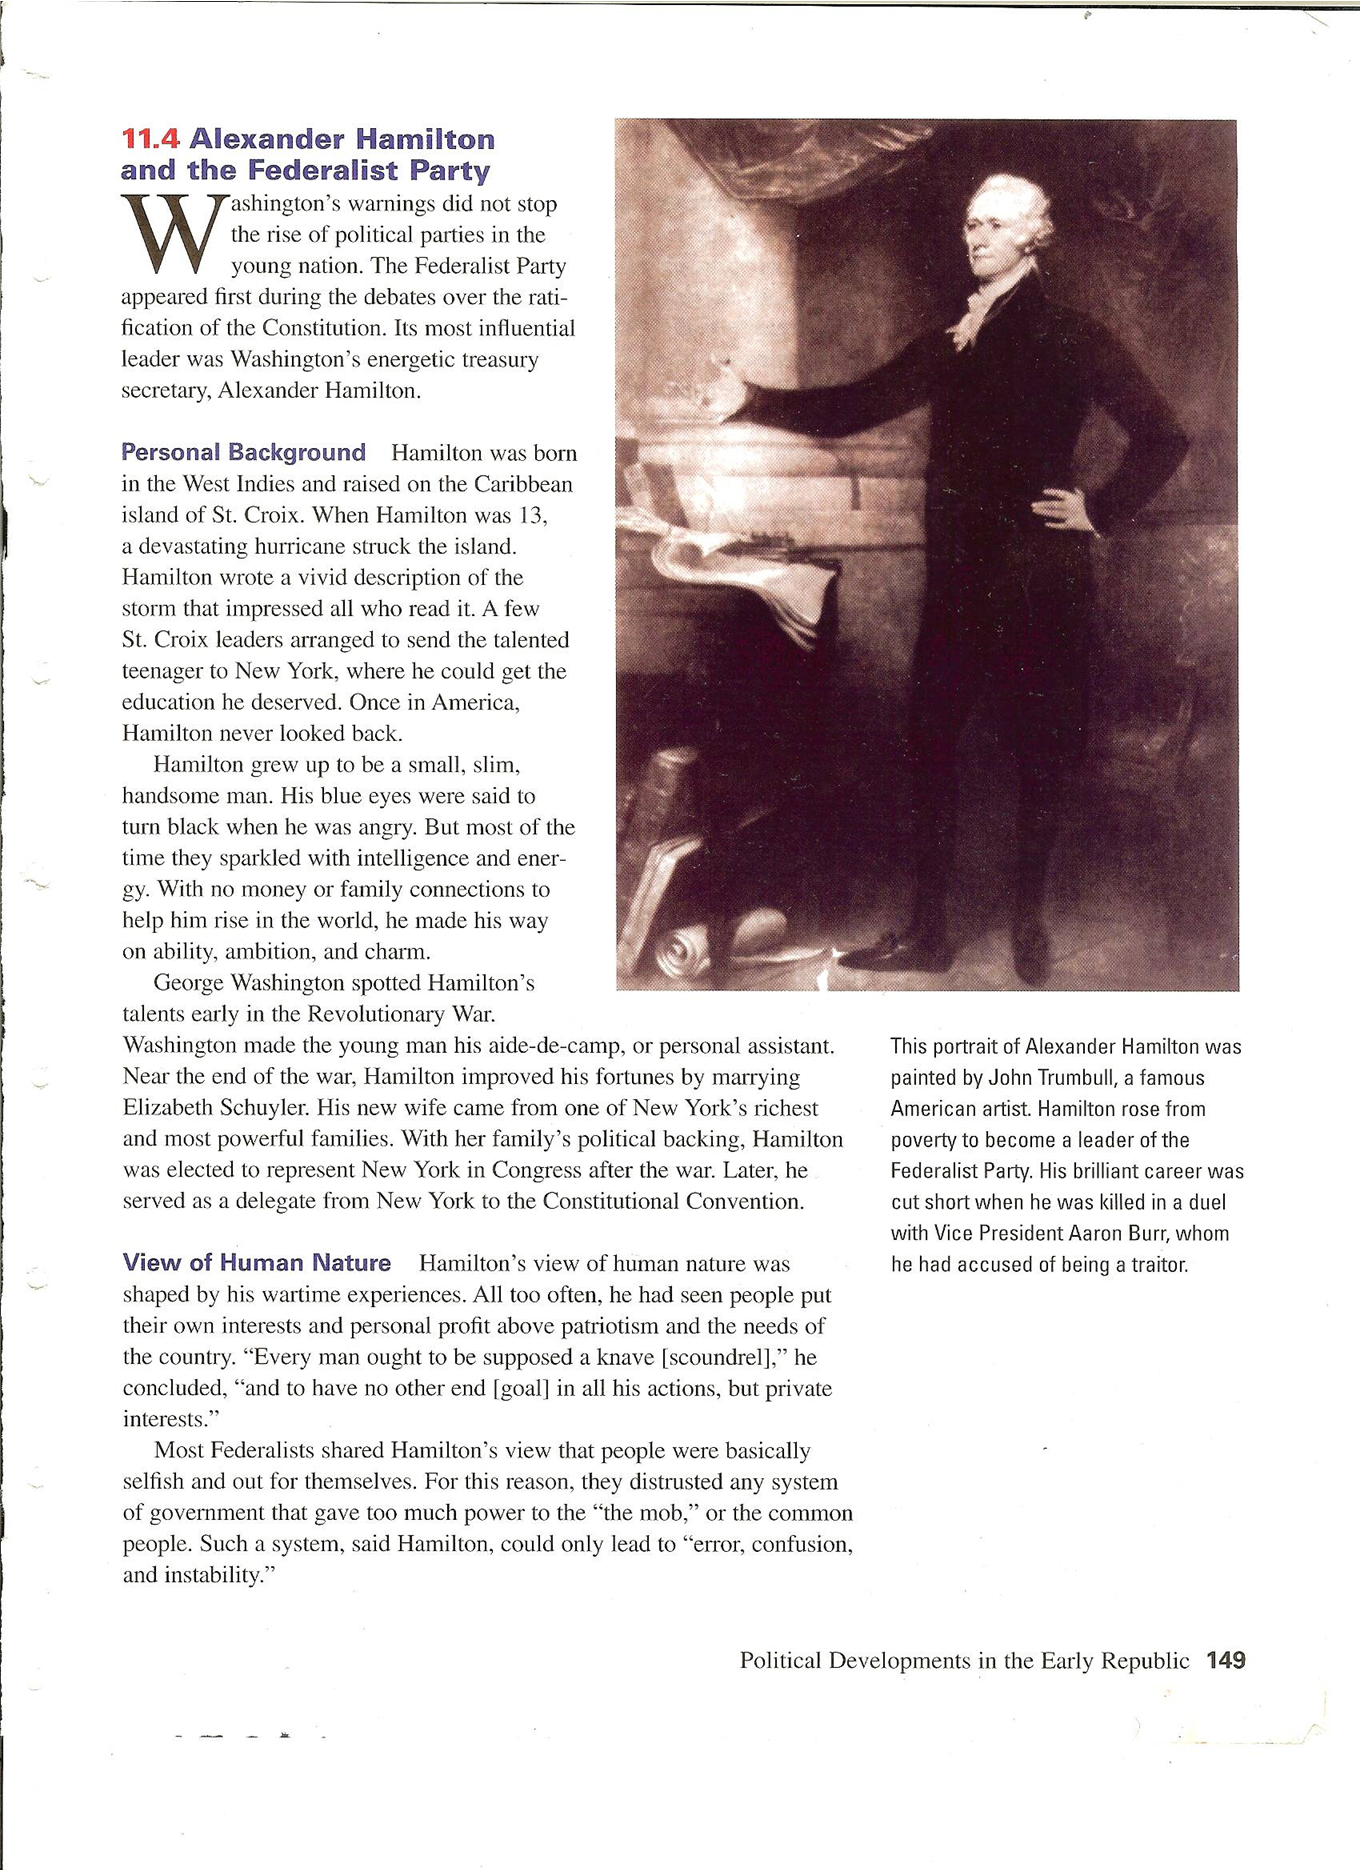 11.4 Alexander Hamilton
and the Federalist Party
Washington's warnings did not stop
the rise of political parties in the
young nation. The Federalist Party
appeared first during the debates over the rati-
fication of the Constitution. Its most influential
leader was Washington's energetic treasury
secretary, Alexander Hamilton.
Personal Background Hamilton was born
in the West Indies and raised on the Caribbean
island of St. Croix. When Hamilton was 13,
a devastating hurricane struck the island.
Hamilton wrote a vivid description of the
storm that impressed all who read it. A few
St. Croix leaders arranged to send the talented
teenager to New York, where he could get the
education he deserved. Once in America,
Hamilton never looked back.
Hamilton grew up to be a small, slim,
handsome man. His blue eyes were said to
turn black when he was angry. But most of the
time they sparkled with intelligence and ener-
gy. With no money or family connections to
help him rise in the world, he made his way
on ability, ambition, and charm.
George Washington spotted Hamilton's
talents early in the Revolutionary War.
Washington made the young man his aide-de-camp, or personal assistant.
Near the end of the war, Hamilton improved his fortunes by marrying
Elizabeth Schuyler. His new wife came from one of New York's richest
and most powerful families. With her family's political backing, Hamilton
was elected to represent New York in Congress after the war. Later, he
served as a delegate from New York to the Constitutional Convention.
View of Human Nature Hamilton's view of human nature was
shaped by his wartime experiences. All too often, he had seen people put
their own interests and personal profit above patriotism and the needs of
the country. "Every man ought to be supposed a knave [scoundrel]," he
concluded, "and to have no other end [goal] in all his actions, but private
interests."
Most Federalists shared Hamilton's view that people were basically
selfish and out for themselves. For this reason, they distrusted any system
of government that gave too much power to the "the mob," or the common
people. Such a system, said Hamilton, could only lead to "error, confusion,
and instability."
This portrait of Alexander Hamilton was
painted by John Trumbull, a famous
American artist. Hamilton rose from
poverty to become a leader of the
Federalist Party. His brilliant career was
cut short when he was killed in a duel
with Vice President Aaron Burr, whom
he had accused of being a traitor.
Political Developments in the Early Republic 149